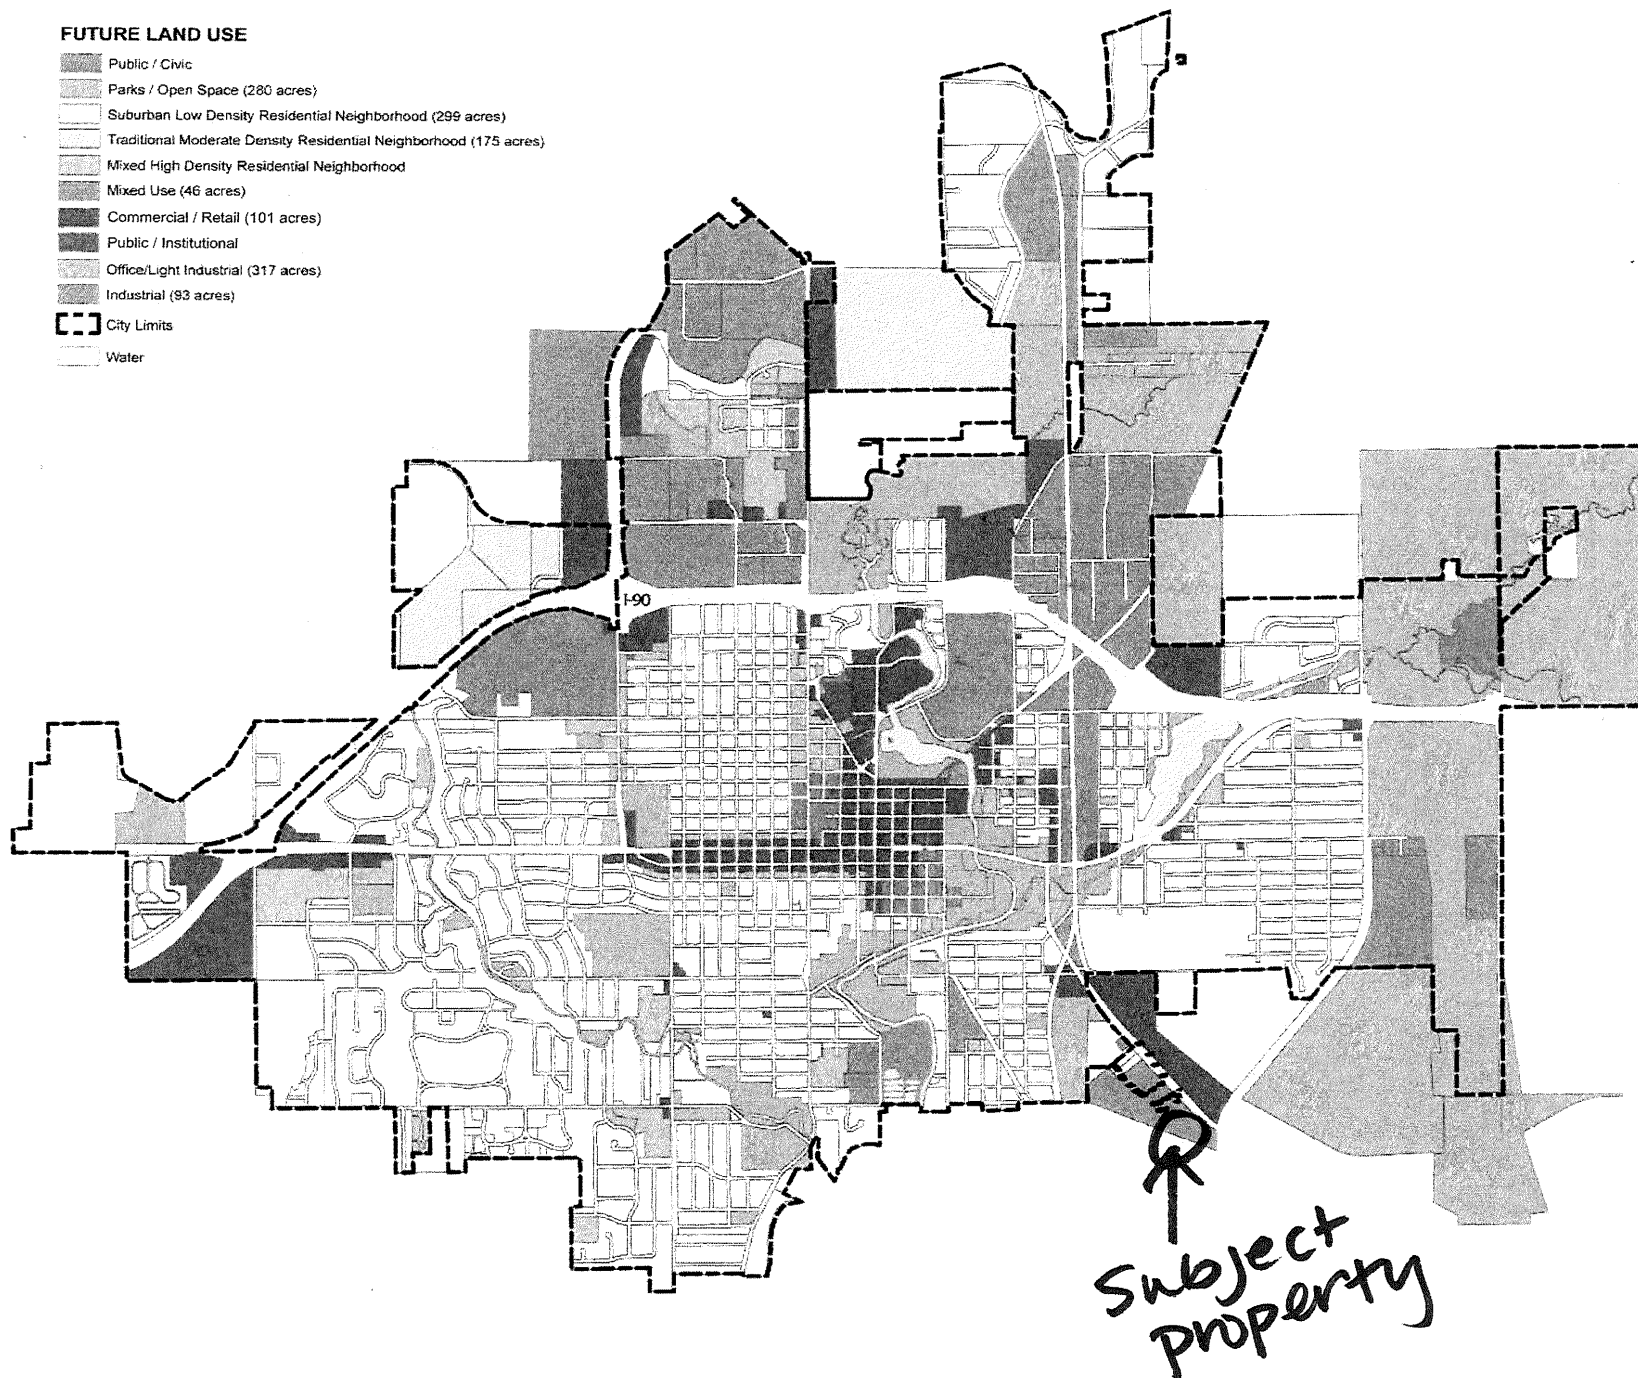 FUTURE LAND USE
Public / Civic
Parks / Open Space (280 acres)
Suburban Low Density Residential Neighborhood (299 acres)
Traditional Moderate Density Residential Neighborhood (175 acres)
Mixed High Density Residential Neighborhood
Mixed Use (46 acres)
Commercial / Retail (101 acres)
Public / Institutional
Office/Light Industrial (317 acres)
Industrial (93 acres)
City Limits
Water
I-90
Subject
property